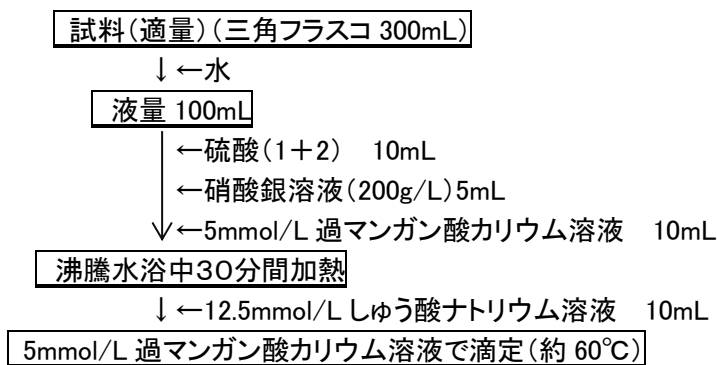 試料（適量）（三角フラスコ 300mL）
↓←水
液量 100mL
←硫酸（1＋2） 10mL
←硝酸銀溶液（200g/L）5mL
←5mmol/L 過マンガン酸カリウム溶液 10mL
沸騰水浴中３０分間加熱
↓←12.5mmol/L しゅう酸ナトリウム溶液 10mL
5mmol/L 過マンガン酸カリウム溶液で滴定（約 60℃）